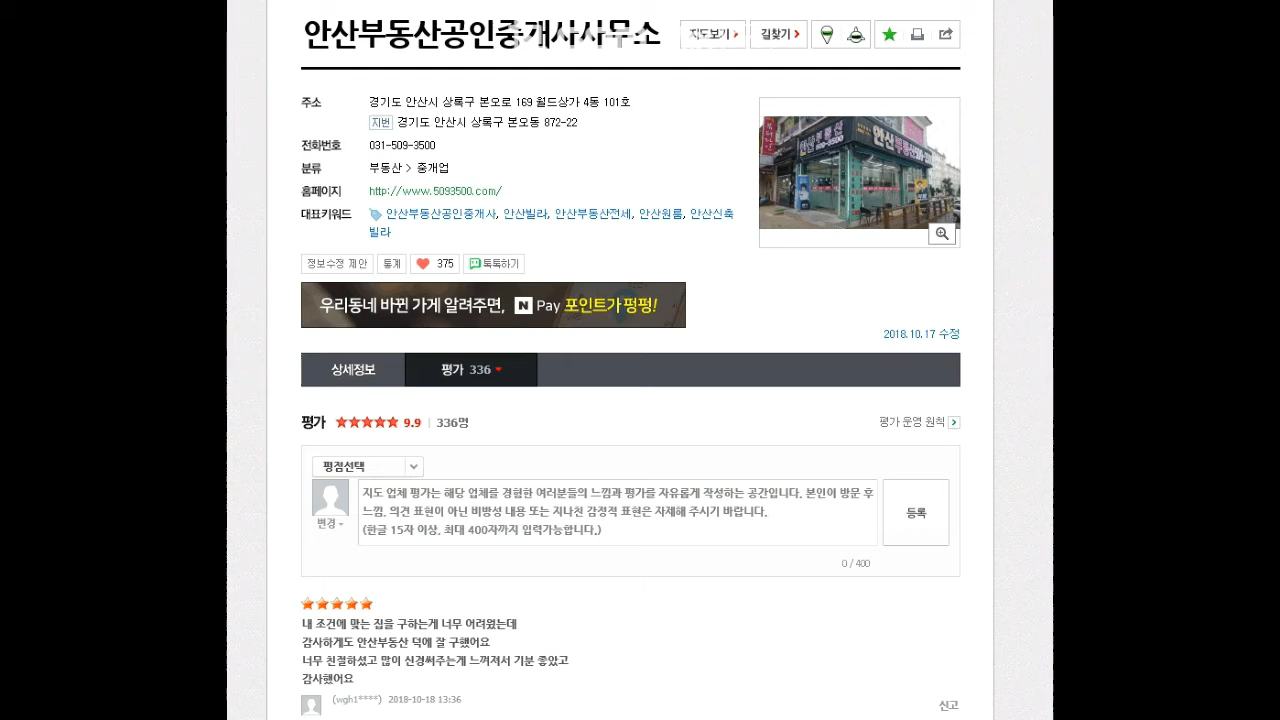 안산부동산공인중개사사무소
지도보기
길찾기
주소 경기도 안산시 상록구 본오로 169 월드상가 4동 101호
지번 경기도 안산시 상록구 본오동 872-22
전화번호 031-509-3500
분류 부동산 > 중개업
홈페이지 http://www.5093500.com/
대표키워드 안산부동산공인중개사, 안산빌라, 안산부동산전세, 안산원룸, 안산신축
빌라
안산부동산
안산부동산
정보수정 제안 통계 375 톡톡하기
우리동네 바뀐 가게 알려주면, N Pay 포인트가 펑펑!
2018.10.17 수정
상세정보 평가 336
평가 9.9 336명
평가 운영 원칙
평점선택
지도 업체 평가는 해당 업체를 경험한 여러분들의 느낌과 평가를 자유롭게 작성하는 공간입니다. 본인이 방문 후
느낌, 의견 표현이 아닌 비방성 내용 또는 지나친 감정적 표현은 자제해 주시기 바랍니다.
(한글 15자 이상, 최대 400자까지 입력가능합니다.)
변경
등록
0 / 400
내 조건에 맞는 집을 구하는게 너무 어려웠는데
감사하게도 안산부동산 덕에 잘 구했어요
너무 친절하셨고 많이 신경써주는게 느껴져서 기분 좋았고
감사했어요
(wgh1****) 2018-10-18 13:36
신고